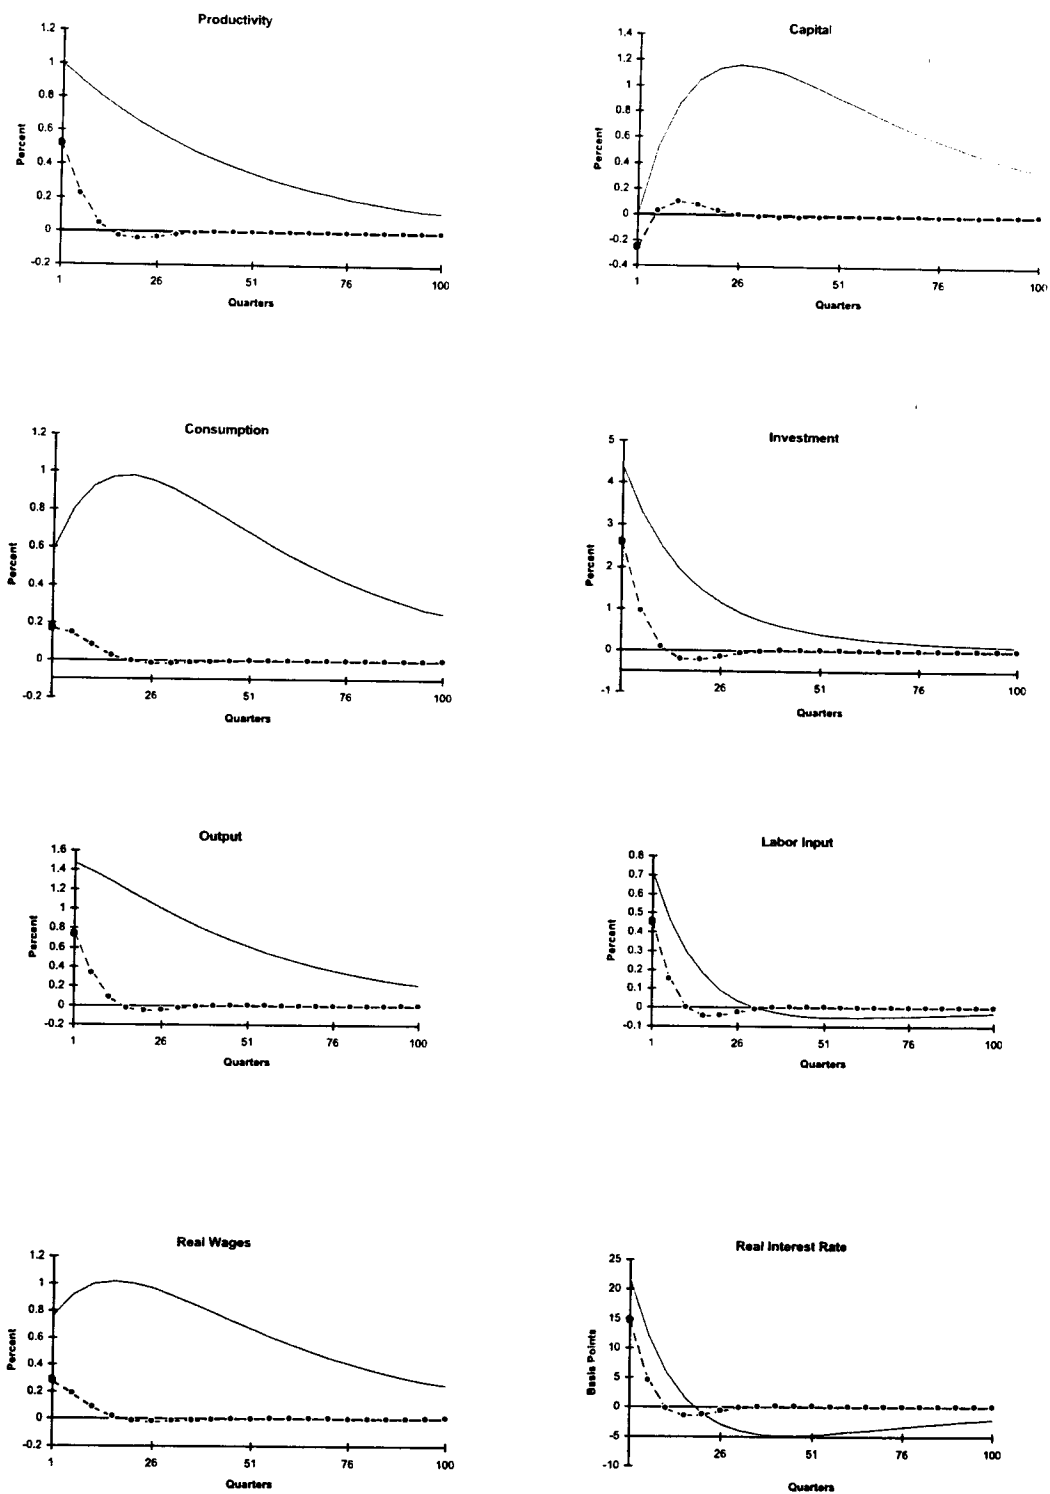 Productivity
1.2
1
0.8
0.6
0.4
0.2
0
-0.2
Percent
1 26 51 76 100
Quarters
Capital
1.4
1.2
1
0.8
0.6
0.4
0.2
0
-0.2
-0.4
Percent
1 26 51 76 100
Quarters
Consumption
1.2
1
0.8
0.6
0.4
0.2
0
-0.2
Percent
26 51 76 100
Quarters
Investment
5
4
3
2
1
0
-1
Percent
26 51 76 100
Quarters
Output
1.6
1.4
1.2
1
0.8
0.6
0.4
0.2
0
-0.2
Percent
1 26 51 76 100
Quarters
Labor Input
0.8
0.7
0.6
0.5
0.4
0.3
0.2
0.1
0
-0.1
Percent
1 26 51 76 100
Quarters
Real Wages
1.2
1
0.8
0.6
0.4
0.2
0
-0.2
Percent
1 26 51 76 100
Quarters
Real Interest Rate
25
20
15
10
5
0
-5
-10
Basis Points
26 51 76 100
Quarters